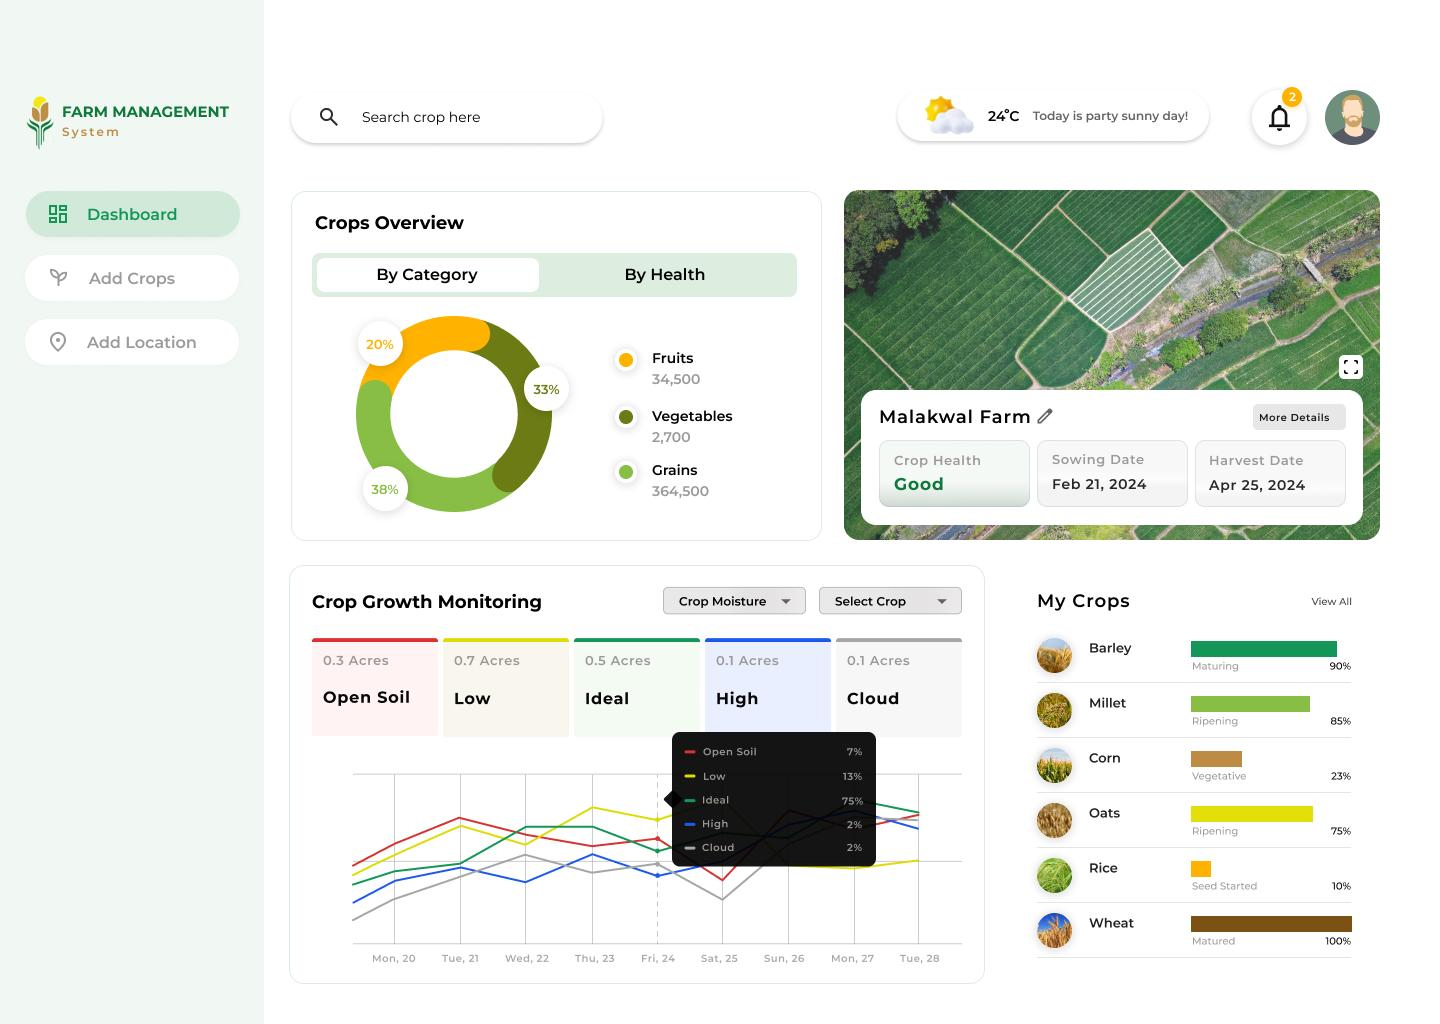 FARM MANAGEMENT
System
Dashboard
Add Crops
Add Location
Search crop here
24°C Today is party sunny day!
2
Crops Overview
By Category By Health
20%
33%
38%
Fruits
34,500
Vegetables
2,700
Grains
364,500
Malakwal Farm
More Details
Crop Health
Good
Sowing Date
Feb 21, 2024
Harvest Date
Apr 25, 2024
Crop Growth Monitoring
Crop Moisture
Select Crop
0.3 Acres
Open Soil
0.7 Acres
Low
0.5 Acres
Ideal
0.1 Acres
High
0.1 Acres
Cloud
Open Soil 7%
Low 13%
Ideal 75%
High 2%
Cloud 2%
Mon, 20 Tue, 21 Wed, 22 Thu, 23 Fri, 24 Sat, 25 Sun, 26 Mon, 27 Tue, 28
My Crops
View All
Barley
Maturing 90%
Millet
Ripening 85%
Corn
Vegetative 23%
Oats
Ripening 75%
Rice
Seed Started 10%
Wheat
Matured 100%